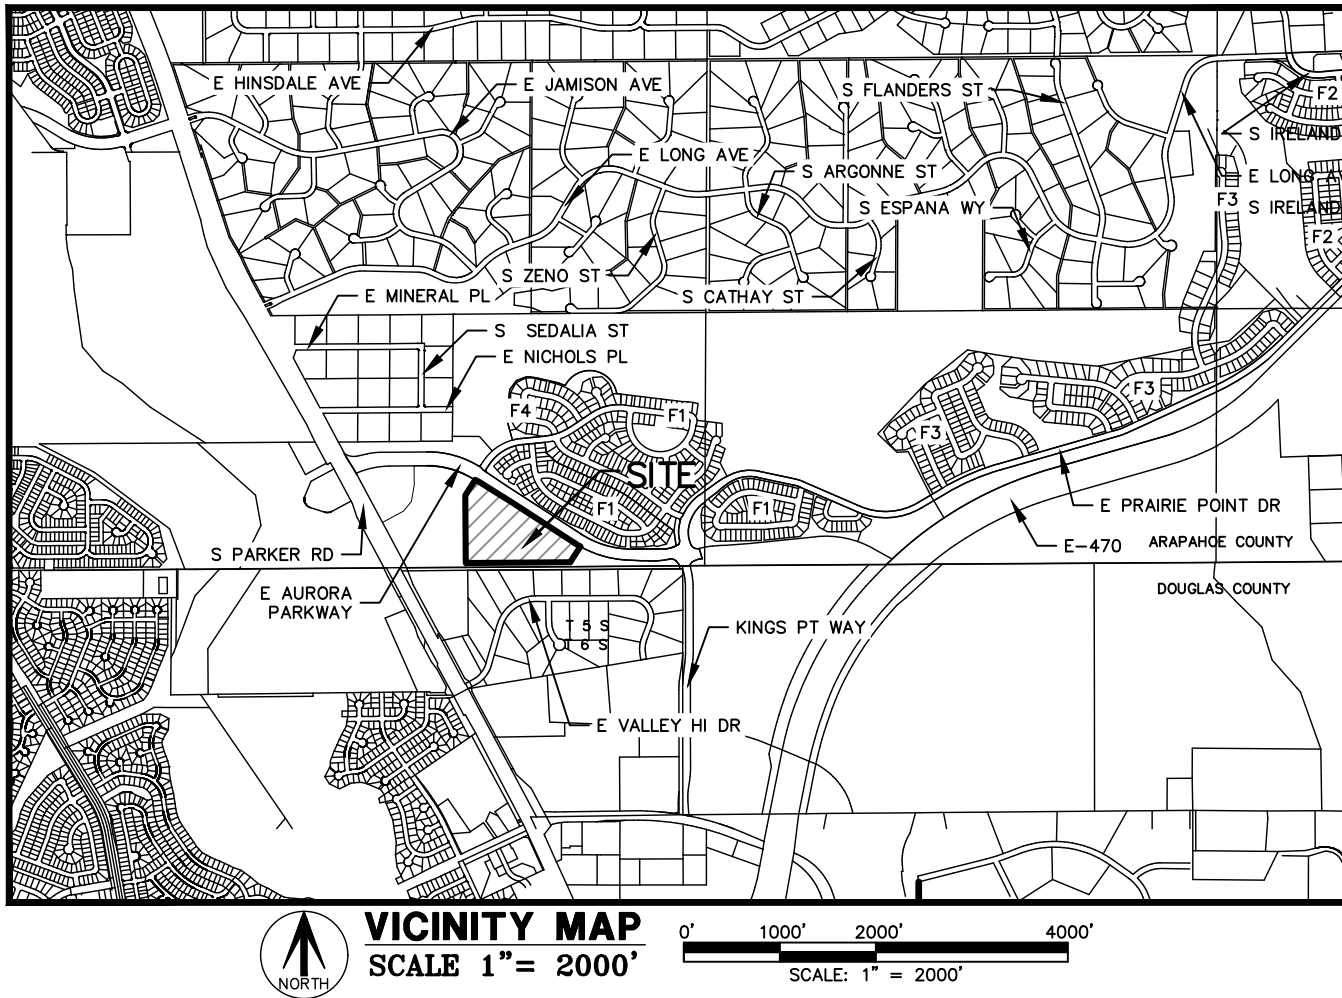 E HINSDALE AVE
E JAMISON AVE
S FLANDERS ST
F2
S IRELAND
E LONG AVE
S ARGONNE ST
E LONG AV
F3
S IRELAND
S ESPANA WY
F2
S ZENO ST
S CATHAY ST
E MINERAL PL
S SEDALIA ST
E NICHOLS PL
F4
F1
F3
F3
SITE
F1
F1
E PRAIRIE POINT DR
S PARKER RD
E-470
ARAPAHOE COUNTY
E AURORA
PARKWAY
DOUGLAS COUNTY
T 5 S
T 6 S
KINGS PT WAY
E VALLEY HI DR
VICINITY MAP
SCALE 1"= 2000'
NORTH
0' 1000' 2000' 4000'
SCALE: 1" = 2000'